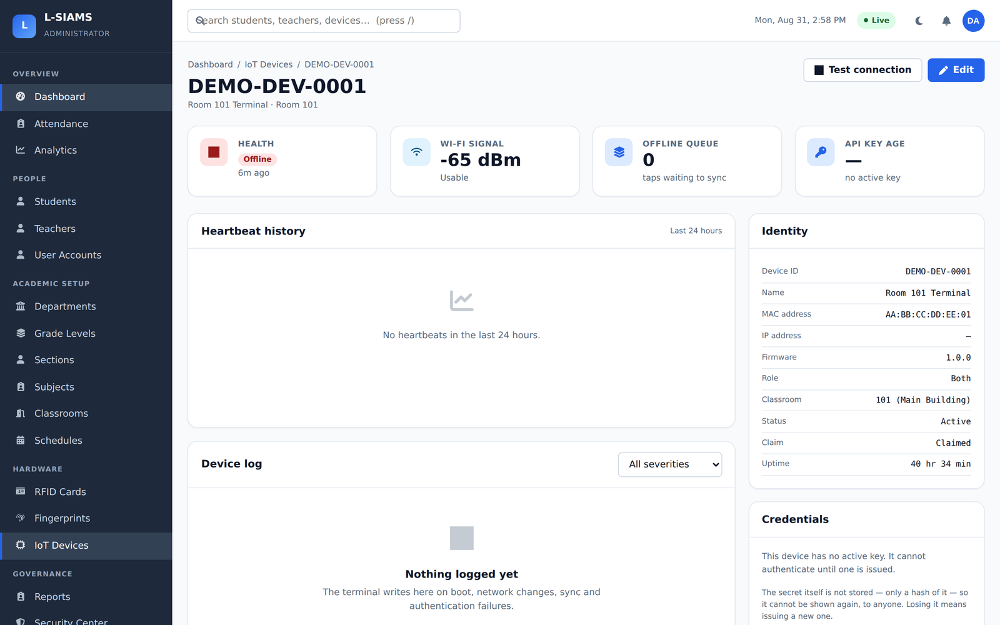 L
L-SIAMS
ADMINISTRATOR
OVERVIEW
Dashboard
Attendance
Analytics
PEOPLE
Students
Teachers
User Accounts
ACADEMIC SETUP
Departments
Grade Levels
Sections
Subjects
Classrooms
Schedules
HARDWARE
RFID Cards
Fingerprints
IoT Devices
GOVERNANCE
Reports
Security Center
Search students, teachers, devices... (press /)
Mon, Aug 31, 2:58 PM
Live
DA
Dashboard / IoT Devices / DEMO-DEV-0001
DEMO-DEV-0001
Room 101 Terminal · Room 101
Test connection
Edit
HEALTH
Offline
6m ago
WI-FI SIGNAL
-65 dBm
Usable
OFFLINE QUEUE
0
taps waiting to sync
API KEY AGE
—
no active key
Heartbeat history
Last 24 hours
No heartbeats in the last 24 hours.
Device log
All severities
Nothing logged yet
The terminal writes here on boot, network changes, sync and
authentication failures.
Identity
Device ID DEMO-DEV-0001
Name Room 101 Terminal
MAC address AA:BB:CC:DD:EE:01
IP address —
Firmware 1.0.0
Role Both
Classroom 101 (Main Building)
Status Active
Claim Claimed
Uptime 40 hr 34 min
Credentials
This device has no active key. It cannot
authenticate until one is issued.
The secret itself is not stored — only a hash of it — so
it cannot be shown again, to anyone. Losing it means
issuing a new one.